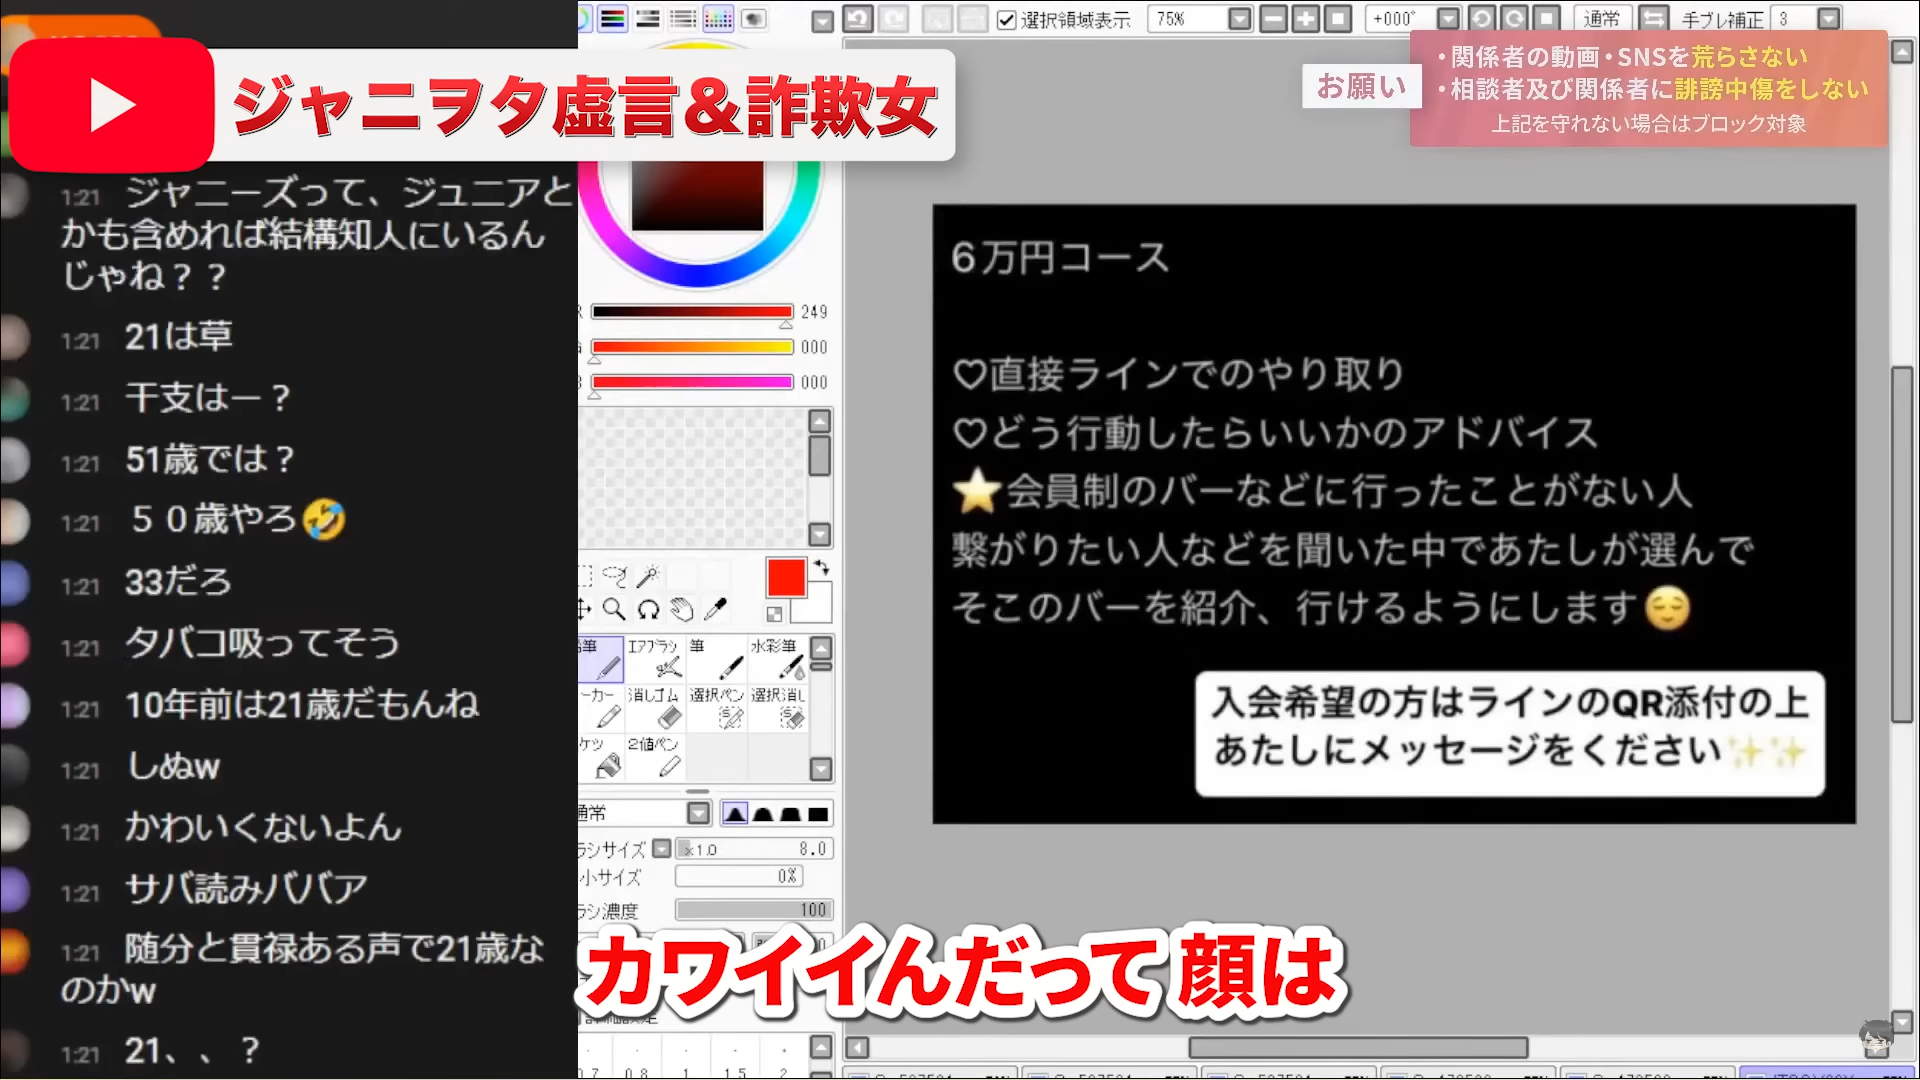 選択領域表示
75%
+000°
通常
手ブレ補正
3
ジャニヲタ虚言&詐欺女
お願い
・関係者の動画・SNSを荒らさない
・相談者及び関係者に誹謗中傷をしない
上記を守れない場合はブロック対象
1:21 ジャニーズって、ジュニアと
かも含めれば結構知人にいるん
じゃね？？
1:21 21は草
1:21 干支はー？
1:21 51歳では？
1:21 ５０歳やろ🤣
1:21 33だろ
1:21 タバコ吸ってそう
1:21 10年前は21歳だもんね
1:21 しぬw
1:21 かわいくないよん
1:21 サバ読みババア
1:21 随分と貫禄ある声で21歳な
のかw
1:21 21、、？
249
000
000
エアブラシ
筆
水彩筆
消しゴム
選択ペン
選択消し
2値ペン
通常
x1.0
8.0
0%
100
0.8
1
1.5
2
6万円コース
♡直接ラインでのやり取り
♡どう行動したらいいかのアドバイス
⭐会員制のバーなどに行ったことがない人
繋がりたい人などを聞いた中であたしが選んで
そこのバーを紹介、行けるようにします😌
入会希望の方はラインのQR添付の上
あたしにメッセージをください✨✨
カワイイんだって 顔は